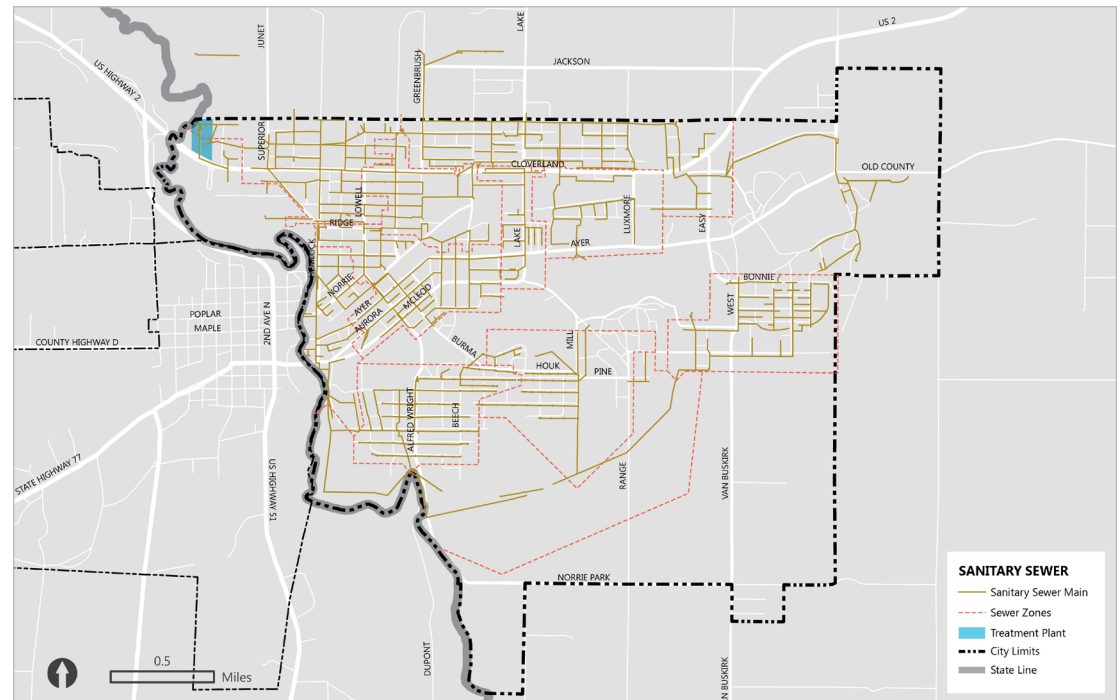 US 2
LAKE
JUNET
JACKSON
GREENBRUSH
US HIGHWAY 2
SUPERIOR
CLOVERLAND
OLD COUNTY
LOWELL
LUXMORE
RIDGE
EASY
LAKE
AYER
NORRIE
BONNIE
MCLEOD
WEST
AYER
AURORA
POPLAR
MAPLE
2ND AVE N
COUNTY HIGHWAY D
BURMA
MILL
HOUK
PINE
ALFRED WRIGHT
BEECH
STATE HIGHWAY 77
US HIGHWAY 51
RANGE
VAN BUSKIRK
NORRIE PARK
DUPONT
N BUSKIRK
0.5
Miles
SANITARY SEWER
Sanitary Sewer Main
Sewer Zones
Treatment Plant
City Limits
State Line